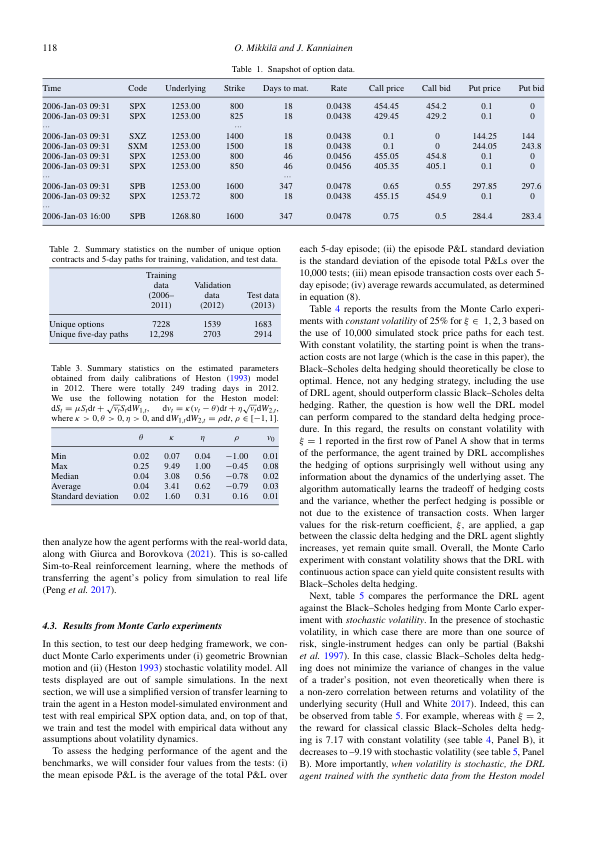 118
O. Mikkilä and J. Kanniainen
Table 1. Snapshot of option data.
Time Code Underlying Strike Days to mat. Rate Call price Call bid Put price Put bid
2006-Jan-03 09:31 SPX 1253.00 800 18 0.0438 454.45 454.2 0.1 0
2006-Jan-03 09:31 SPX 1253.00 825 18 0.0438 429.45 429.2 0.1 0
... ...
2006-Jan-03 09:31 SXZ 1253.00 1400 18 0.0438 0.1 0 144.25 144
2006-Jan-03 09:31 SXM 1253.00 1500 18 0.0438 0.1 0 244.05 243.8
2006-Jan-03 09:31 SPX 1253.00 800 46 0.0456 455.05 454.8 0.1 0
2006-Jan-03 09:31 SPX 1253.00 850 46 0.0456 405.35 405.1 0.1 0
... ...
2006-Jan-03 09:31 SPB 1253.00 1600 347 0.0478 0.65 0.55 297.85 297.6
2006-Jan-03 09:32 SPX 1253.72 800 18 0.0438 455.15 454.9 0.1 0
...
2006-Jan-03 16:00 SPB 1268.80 1600 347 0.0478 0.75 0.5 284.4 283.4
Table 2. Summary statistics on the number of unique option
contracts and 5-day paths for training, validation, and test data.
Training
data Validation
(2006– data Test data
2011) (2012) (2013)
Unique options 7228 1539 1683
Unique five-day paths 12,298 2703 2914
Table 3. Summary statistics on the estimated parameters
obtained from daily calibrations of Heston (1993) model
in 2012. There were totally 249 trading days in 2012.
We use the following notation for the Heston model:
dSₜ = μSₜdt + √vₜSₜdW₁,ₜ, dvₜ = κ(vₜ − θ)dt + η√vₜdW₂,ₜ,
where κ > 0, θ > 0, η > 0, and dW₁,ₜdW₂,ₜ = ρdt, ρ ∈ [−1, 1].
θ κ η ρ v₀
Min 0.02 0.07 0.04 −1.00 0.01
Max 0.25 9.49 1.00 −0.45 0.08
Median 0.04 3.08 0.56 −0.78 0.02
Average 0.04 3.41 0.62 −0.79 0.03
Standard deviation 0.02 1.60 0.31 0.16 0.01
then analyze how the agent performs with the real-world data,
along with Giurca and Borovkova (2021). This is so-called
Sim-to-Real reinforcement learning, where the methods of
transferring the agent's policy from simulation to real life
(Peng et al. 2017).
4.3. Results from Monte Carlo experiments
In this section, to test our deep hedging framework, we con-
duct Monte Carlo experiments under (i) geometric Brownian
motion and (ii) (Heston 1993) stochastic volatility model. All
tests displayed are out of sample simulations. In the next
section, we will use a simplified version of transfer learning to
train the agent in a Heston model-simulated environment and
test with real empirical SPX option data, and, on top of that,
we train and test the model with empirical data without any
assumptions about volatility dynamics.
To assess the hedging performance of the agent and the
benchmarks, we will consider four values from the tests: (i)
the mean episode P&L is the average of the total P&L over
each 5-day episode; (ii) the episode P&L standard deviation
is the standard deviation of the episode total P&Ls over the
10,000 tests; (iii) mean episode transaction costs over each 5-
day episode; (iv) average rewards accumulated, as determined
in equation (8).
Table 4 reports the results from the Monte Carlo experi-
ments with constant volatility of 25% for ξ ∈ 1, 2, 3 based on
the use of 10,000 simulated stock price paths for each test.
With constant volatility, the starting point is when the trans-
action costs are not large (which is the case in this paper), the
Black–Scholes delta hedging should theoretically be close to
optimal. Hence, not any hedging strategy, including the use
of DRL agent, should outperform classic Black–Scholes delta
hedging. Rather, the question is how well the DRL model
can perform compared to the standard delta hedging proce-
dure. In this regard, the results on constant volatility with
ξ = 1 reported in the first row of Panel A show that in terms
of the performance, the agent trained by DRL accomplishes
the hedging of options surprisingly well without using any
information about the dynamics of the underlying asset. The
algorithm automatically learns the tradeoff of hedging costs
and the variance, whether the perfect hedging is possible or
not due to the existence of transaction costs. When larger
values for the risk-return coefficient, ξ, are applied, a gap
between the classic delta hedging and the DRL agent slightly
increases, yet remain quite small. Overall, the Monte Carlo
experiment with constant volatility shows that the DRL with
continuous action space can yield quite consistent results with
Black–Scholes delta hedging.
Next, table 5 compares the performance the DRL agent
against the Black–Scholes hedging from Monte Carlo exper-
iment with stochastic volatility. In the presence of stochastic
volatility, in which case there are more than one source of
risk, single-instrument hedges can only be partial (Bakshi
et al. 1997). In this case, classic Black–Scholes delta hedg-
ing does not minimize the variance of changes in the value
of a trader's position, not even theoretically when there is
a non-zero correlation between returns and volatility of the
underlying security (Hull and White 2017). Indeed, this can
be observed from table 5. For example, whereas with ξ = 2,
the reward for classical classic Black–Scholes delta hedg-
ing is 7.17 with constant volatility (see table 4, Panel B), it
decreases to –9.19 with stochastic volatility (see table 5, Panel
B). More importantly, when volatility is stochastic, the DRL
agent trained with the synthetic data from the Heston model